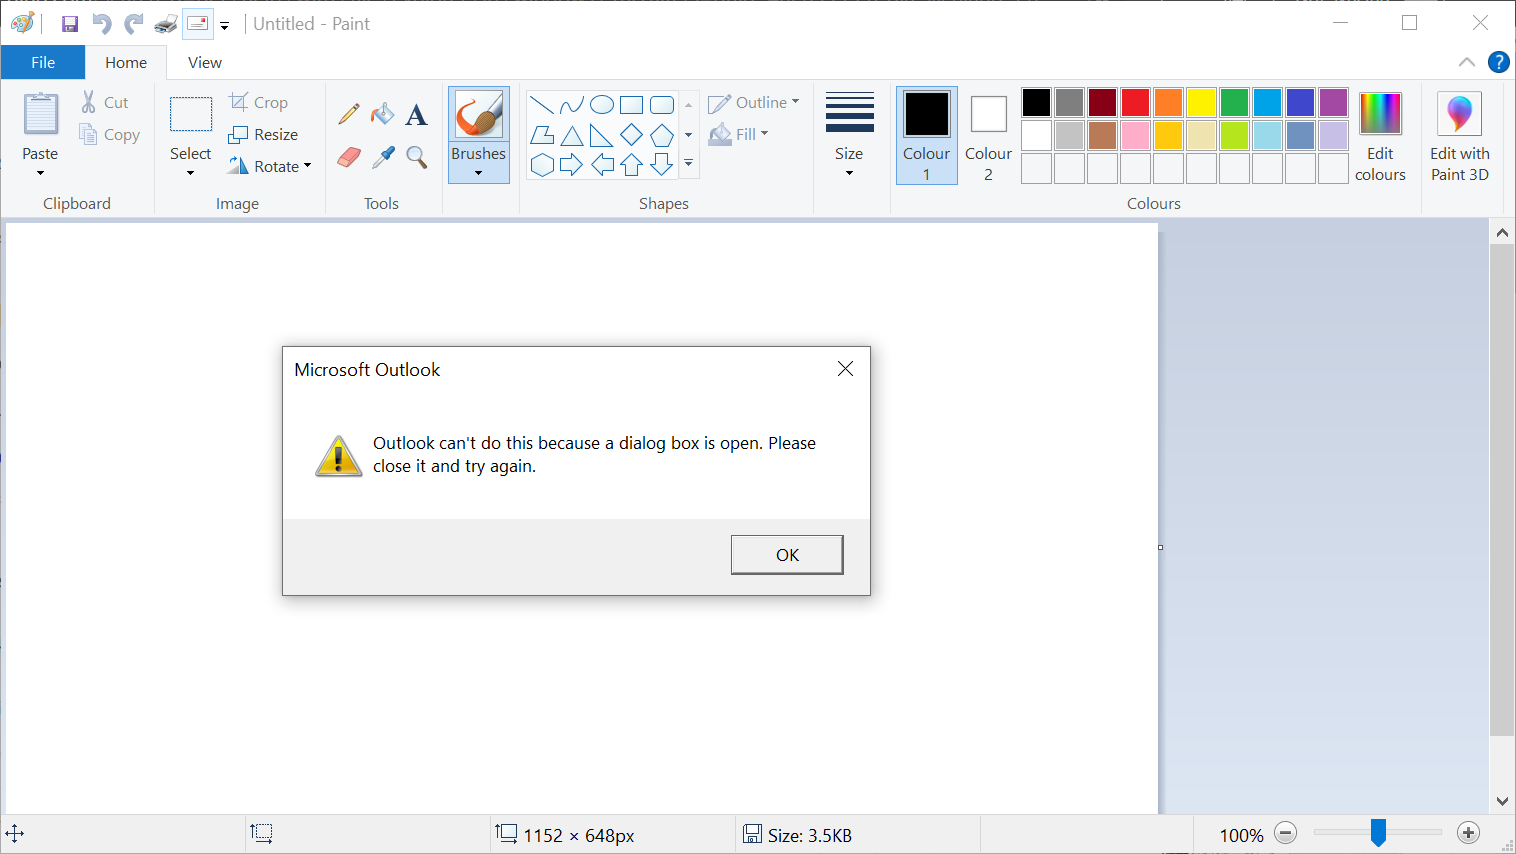 Untitled - Paint
File
Home
View
?
Paste
Cut
Copy
Clipboard
Select
Crop
Resize
Rotate
Image
A
Tools
Brushes
Shapes
Outline
Fill
Size
Colour
1
Colour
2
Colours
Edit
colours
Edit with
Paint 3D
Microsoft Outlook
Outlook can't do this because a dialog box is open. Please
close it and try again.
OK
1152 × 648px
Size: 3.5KB
100%